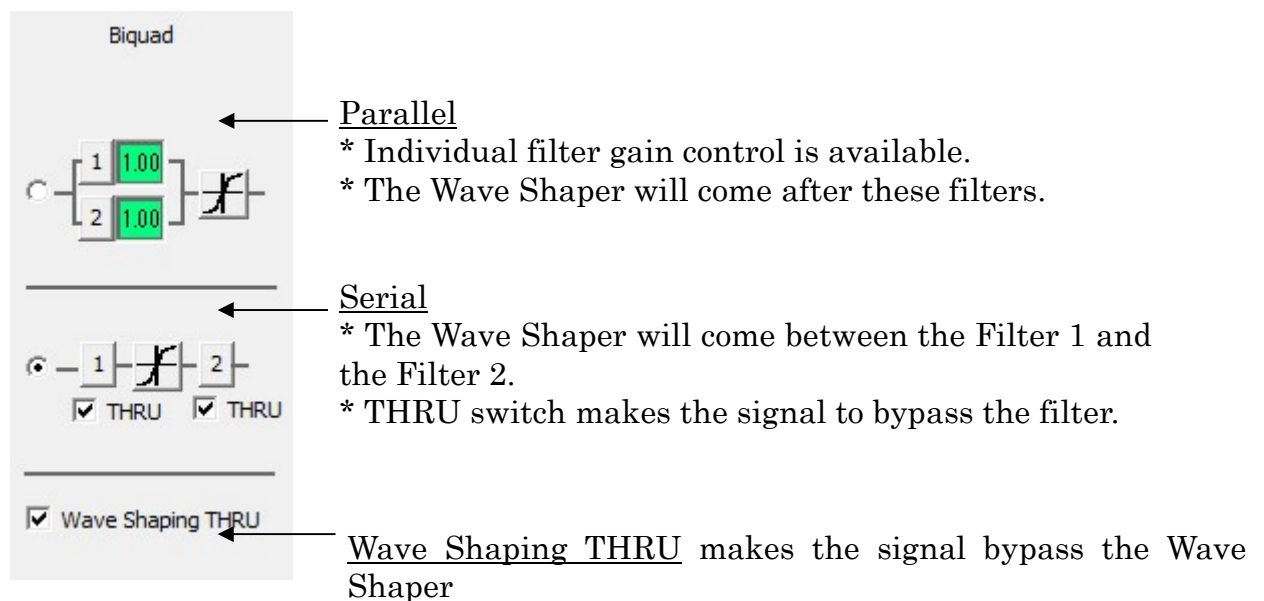 Biquad
Parallel
* Individual filter gain control is available.
* The Wave Shaper will come after these filters.
1 1.00
2 1.00
Serial
* The Wave Shaper will come between the Filter 1 and
the Filter 2.
* THRU switch makes the signal to bypass the filter.
1 2
THRU THRU
Wave Shaping THRU
Wave Shaping THRU makes the signal bypass the Wave
Shaper